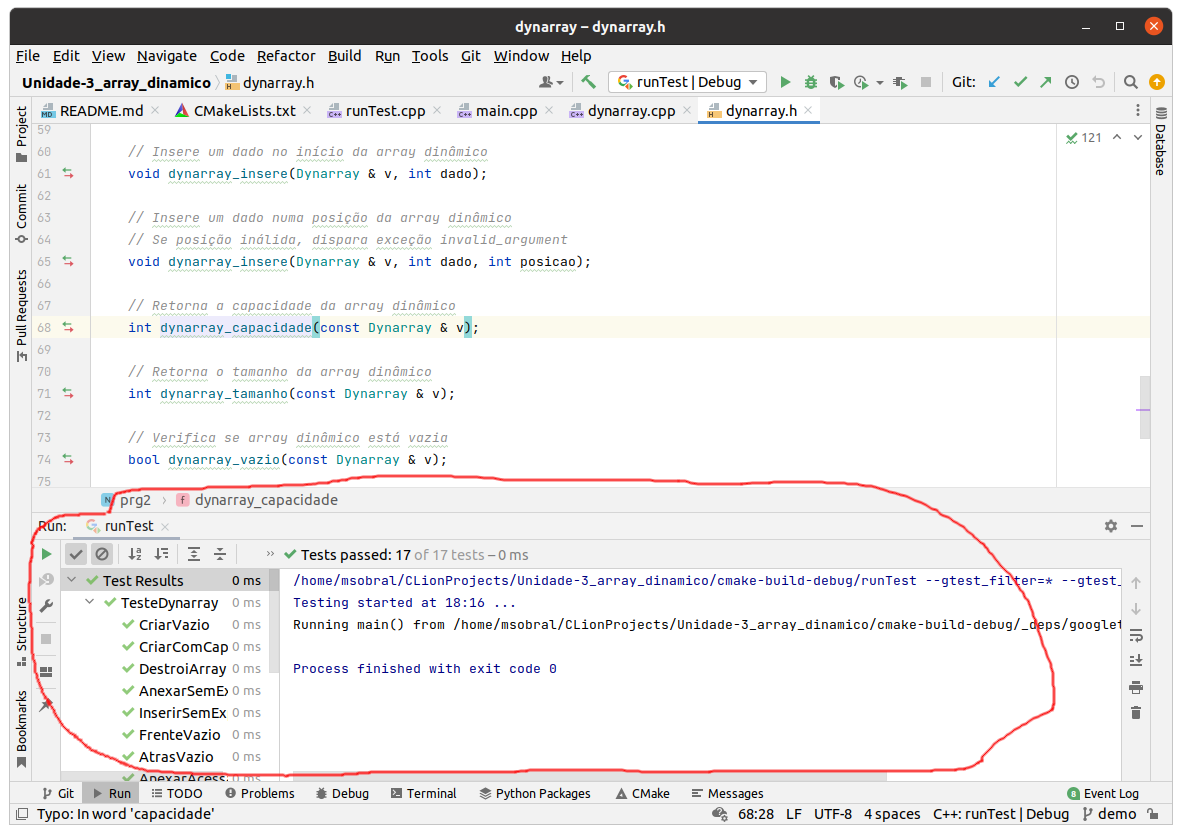 dynarray – dynarray.h
File Edit View Navigate Code Refactor Build Run Tools Git Window Help
Unidade-3_array_dinamico dynarray.h runTest | Debug Git:
README.md CMakeLists.txt runTest.cpp main.cpp dynarray.cpp dynarray.h
Project
Commit
Pull Requests
Structure
Bookmarks
Database
121
59
60 // Insere um dado no início da array dinâmico
61 void dynarray_insere(Dynarray & v, int dado);
62
63 // Insere um dado numa posição da array dinâmico
64 // Se posição inálida, dispara exceção invalid_argument
65 void dynarray_insere(Dynarray & v, int dado, int posicao);
66
67 // Retorna a capacidade da array dinâmico
68 int dynarray_capacidade(const Dynarray & v);
69
70 // Retorna o tamanho da array dinâmico
71 int dynarray_tamanho(const Dynarray & v);
72
73 // Verifica se array dinâmico está vazia
74 bool dynarray_vazio(const Dynarray & v);
75
N prg2 f dynarray_capacidade
Run: runTest
Tests passed: 17 of 17 tests – 0 ms
Test Results 0 ms
TesteDynarray 0 ms
CriarVazio 0 ms
CriarComCap 0 ms
DestroiArray 0 ms
AnexarSemEx 0 ms
InserirSemEx 0 ms
FrenteVazio 0 ms
AtrasVazio 0 ms
AnexarAcess 0 ms
/home/msobral/CLionProjects/Unidade-3_array_dinamico/cmake-build-debug/runTest --gtest_filter=* --gtest_
Testing started at 18:16 ...
Running main() from /home/msobral/CLionProjects/Unidade-3_array_dinamico/cmake-build-debug/_deps/googlet
Process finished with exit code 0
Git Run TODO Problems Debug Terminal Python Packages CMake Messages 8 Event Log
Typo: In word 'capacidade' 68:28 LF UTF-8 4 spaces C++: runTest | Debug demo